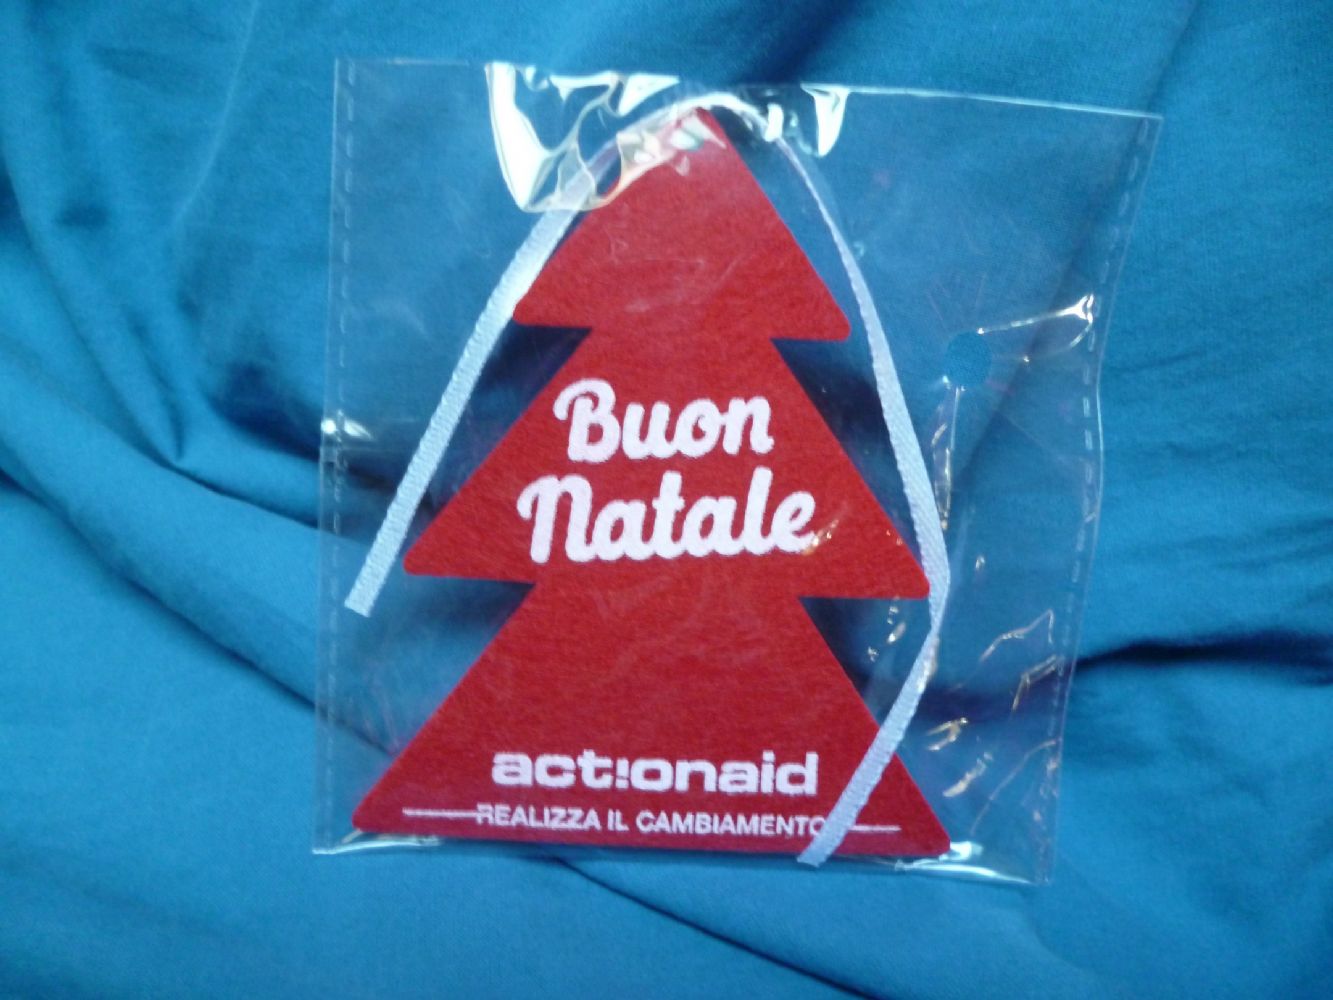 Buon
Natale
act!onaid
REALIZZA IL CAMBIAMENTO